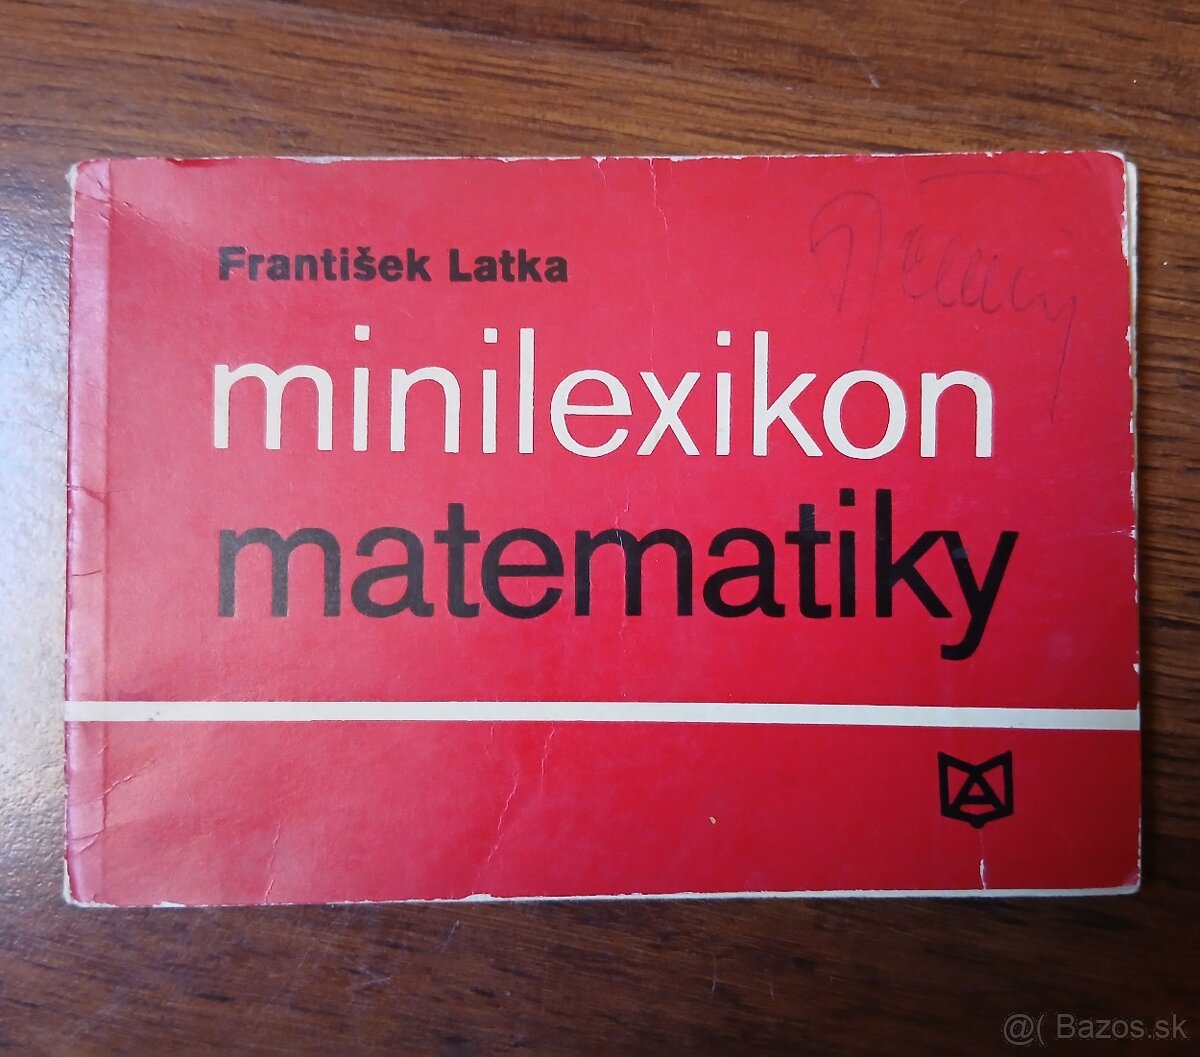 František Latka
minilexikon
matematiky
@( Bazos.sk